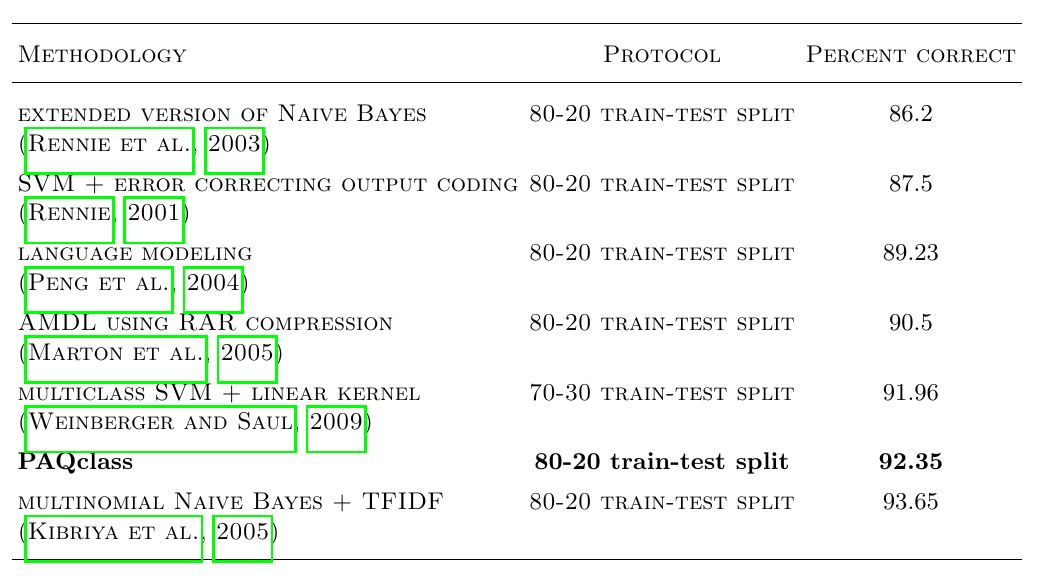 Methodology Protocol Percent correct
extended version of Naive Bayes 80-20 train-test split 86.2
(Rennie et al., 2003)
SVM + error correcting output coding 80-20 train-test split 87.5
(Rennie, 2001)
language modeling 80-20 train-test split 89.23
(Peng et al., 2004)
AMDL using RAR compression 80-20 train-test split 90.5
(Marton et al., 2005)
multiclass SVM + linear kernel 70-30 train-test split 91.96
(Weinberger and Saul, 2009)
PAQclass 80-20 train-test split 92.35
multinomial Naive Bayes + TFIDF 80-20 train-test split 93.65
(Kibriya et al., 2005)